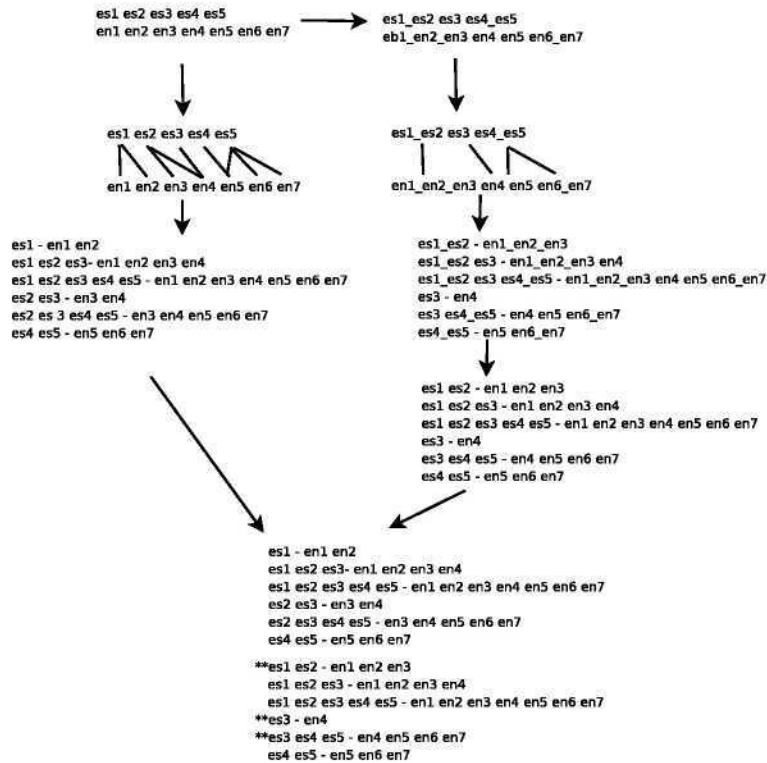 es1 es2 es3 es4 es5
en1 en2 en3 en4 en5 en6 en7
es1_es2 es3 es4_es5
eb1_en2_en3 en4 en5 en6_en7
es1 es2 es3 es4 es5
en1 en2 en3 en4 en5 en6 en7
es1_es2 es3 es4_es5
en1_en2_en3 en4 en5 en6_en7
es1 - en1 en2
es1 es2 es3- en1 en2 en3 en4
es1 es2 es3 es4 es5 - en1 en2 en3 en4 en5 en6 en7
es2 es3 - en3 en4
es2 es 3 es4 es5 - en3 en4 en5 en6 en7
es4 es5 - en5 en6 en7
es1_es2 - en1_en2_en3
es1_es2 es3 - en1_en2_en3 en4
es1_es2 es3 es4_es5 - en1_en2_en3 en4 en5 en6_en7
es3 - en4
es3 es4_es5 - en4 en5 en6_en7
es4_es5 - en5 en6_en7
es1 es2 - en1 en2 en3
es1 es2 es3 - en1 en2 en3 en4
es1 es2 es3 es4 es5 - en1 en2 en3 en4 en5 en6 en7
es3 - en4
es3 es4 es5 - en4 en5 en6 en7
es4 es5 - en5 en6 en7
es1 - en1 en2
es1 es2 es3- en1 en2 en3 en4
es1 es2 es3 es4 es5 - en1 en2 en3 en4 en5 en6 en7
es2 es3 - en3 en4
es2 es3 es4 es5 - en3 en4 en5 en6 en7
es4 es5 - en5 en6 en7
**es1 es2 - en1 en2 en3
es1 es2 es3 - en1 en2 en3 en4
es1 es2 es3 es4 es5 - en1 en2 en3 en4 en5 en6 en7
**es3 - en4
**es3 es4 es5 - en4 en5 en6 en7
es4 es5 - en5 en6 en7